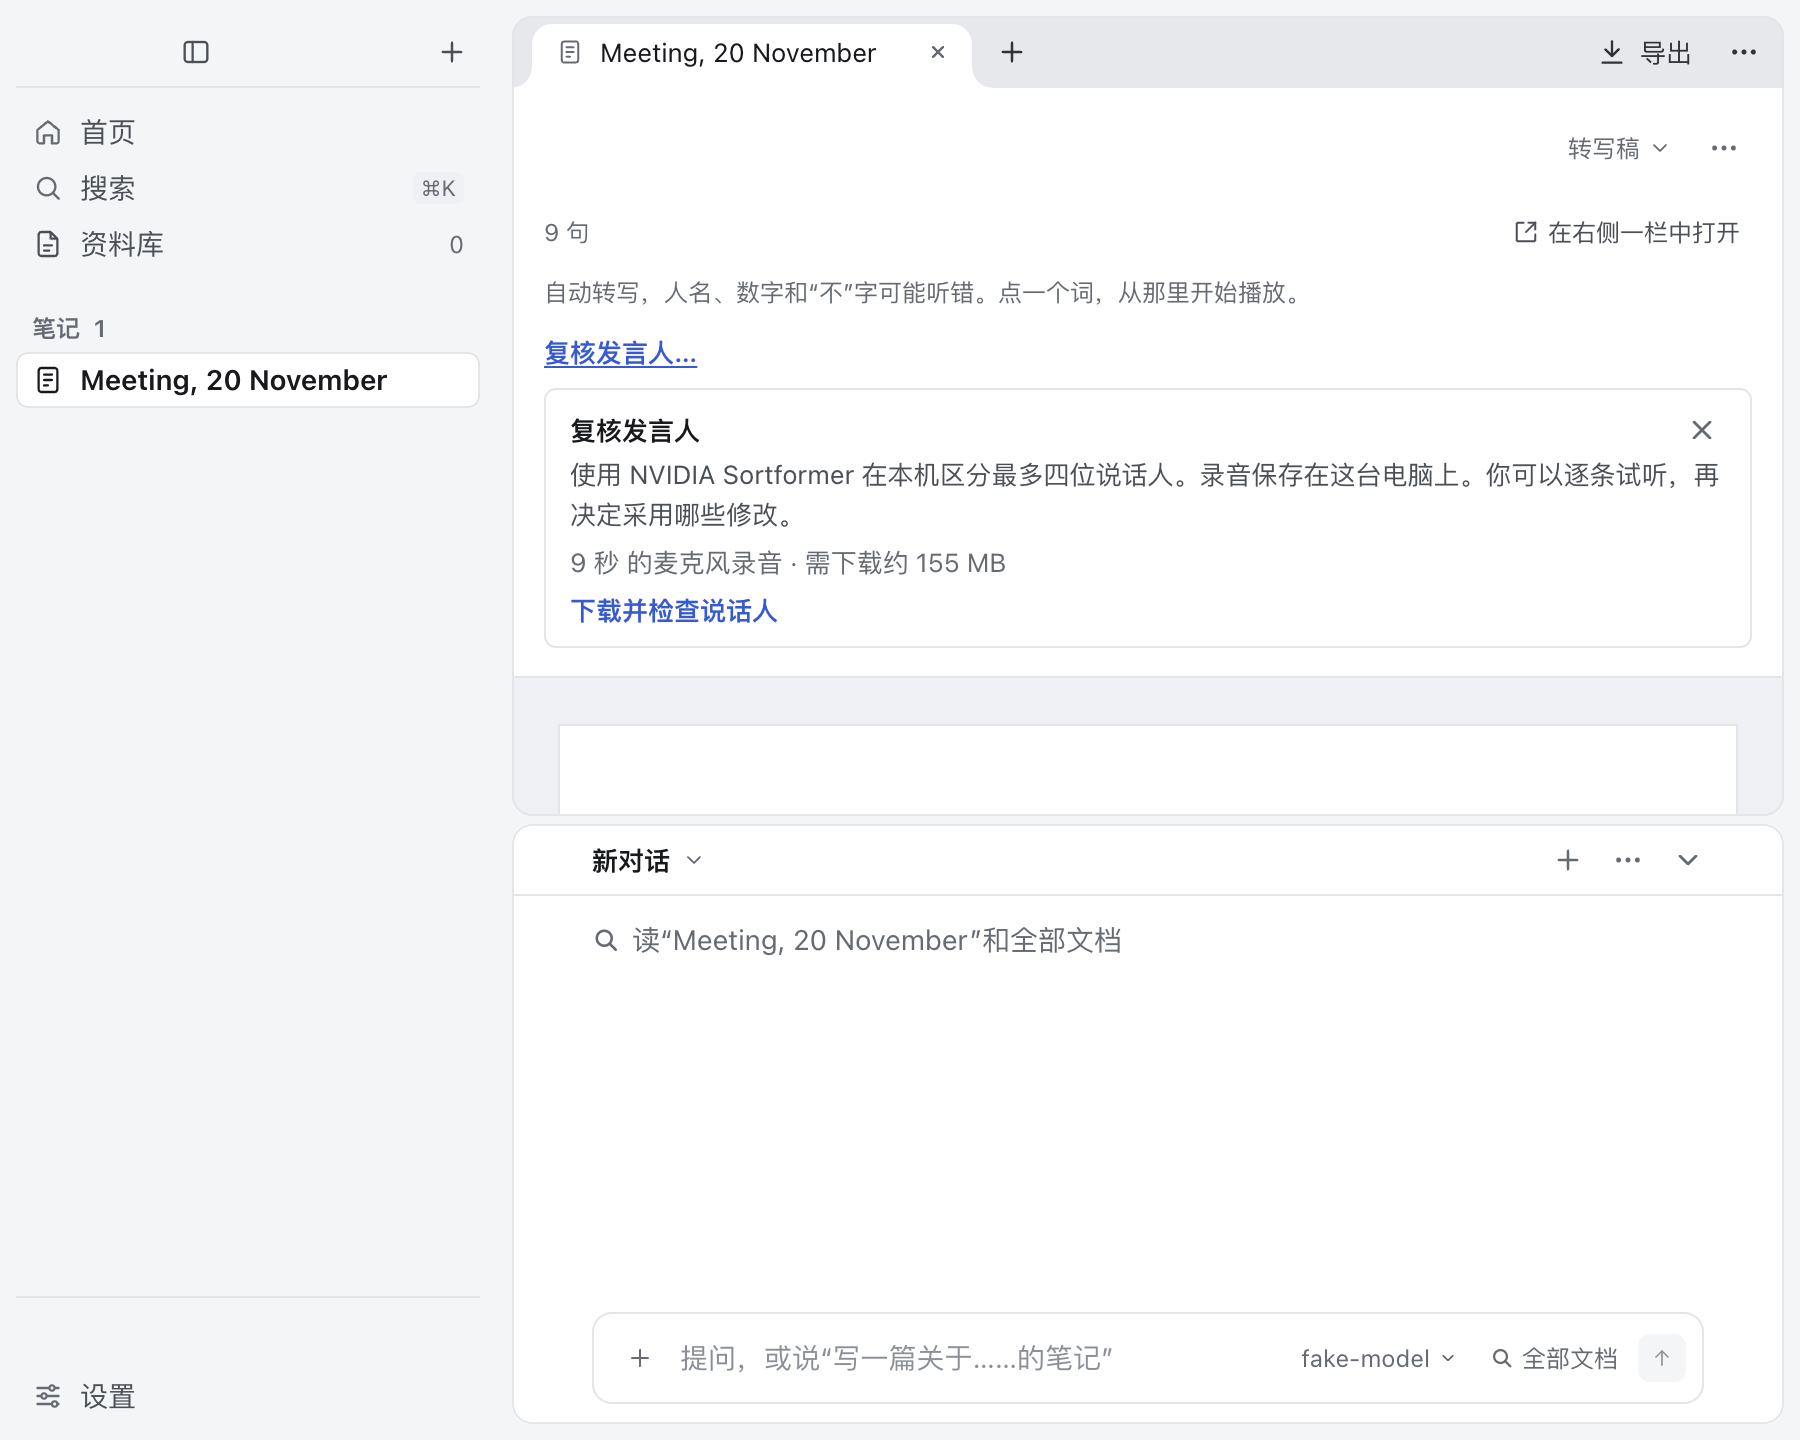 首页
搜索 ⌘K
资料库 0
笔记 1
Meeting, 20 November
设置
Meeting, 20 November
导出
转写稿
9 句
在右侧一栏中打开
自动转写，人名、数字和“不”字可能听错。点一个词，从那里开始播放。
复核发言人...
复核发言人
使用 NVIDIA Sortformer 在本机区分最多四位说话人。录音保存在这台电脑上。你可以逐条试听，再
决定采用哪些修改。
9 秒 的麦克风录音 · 需下载约 155 MB
下载并检查说话人
新对话
读“Meeting, 20 November”和全部文档
提问，或说“写一篇关于……的笔记”
fake-model
全部文档